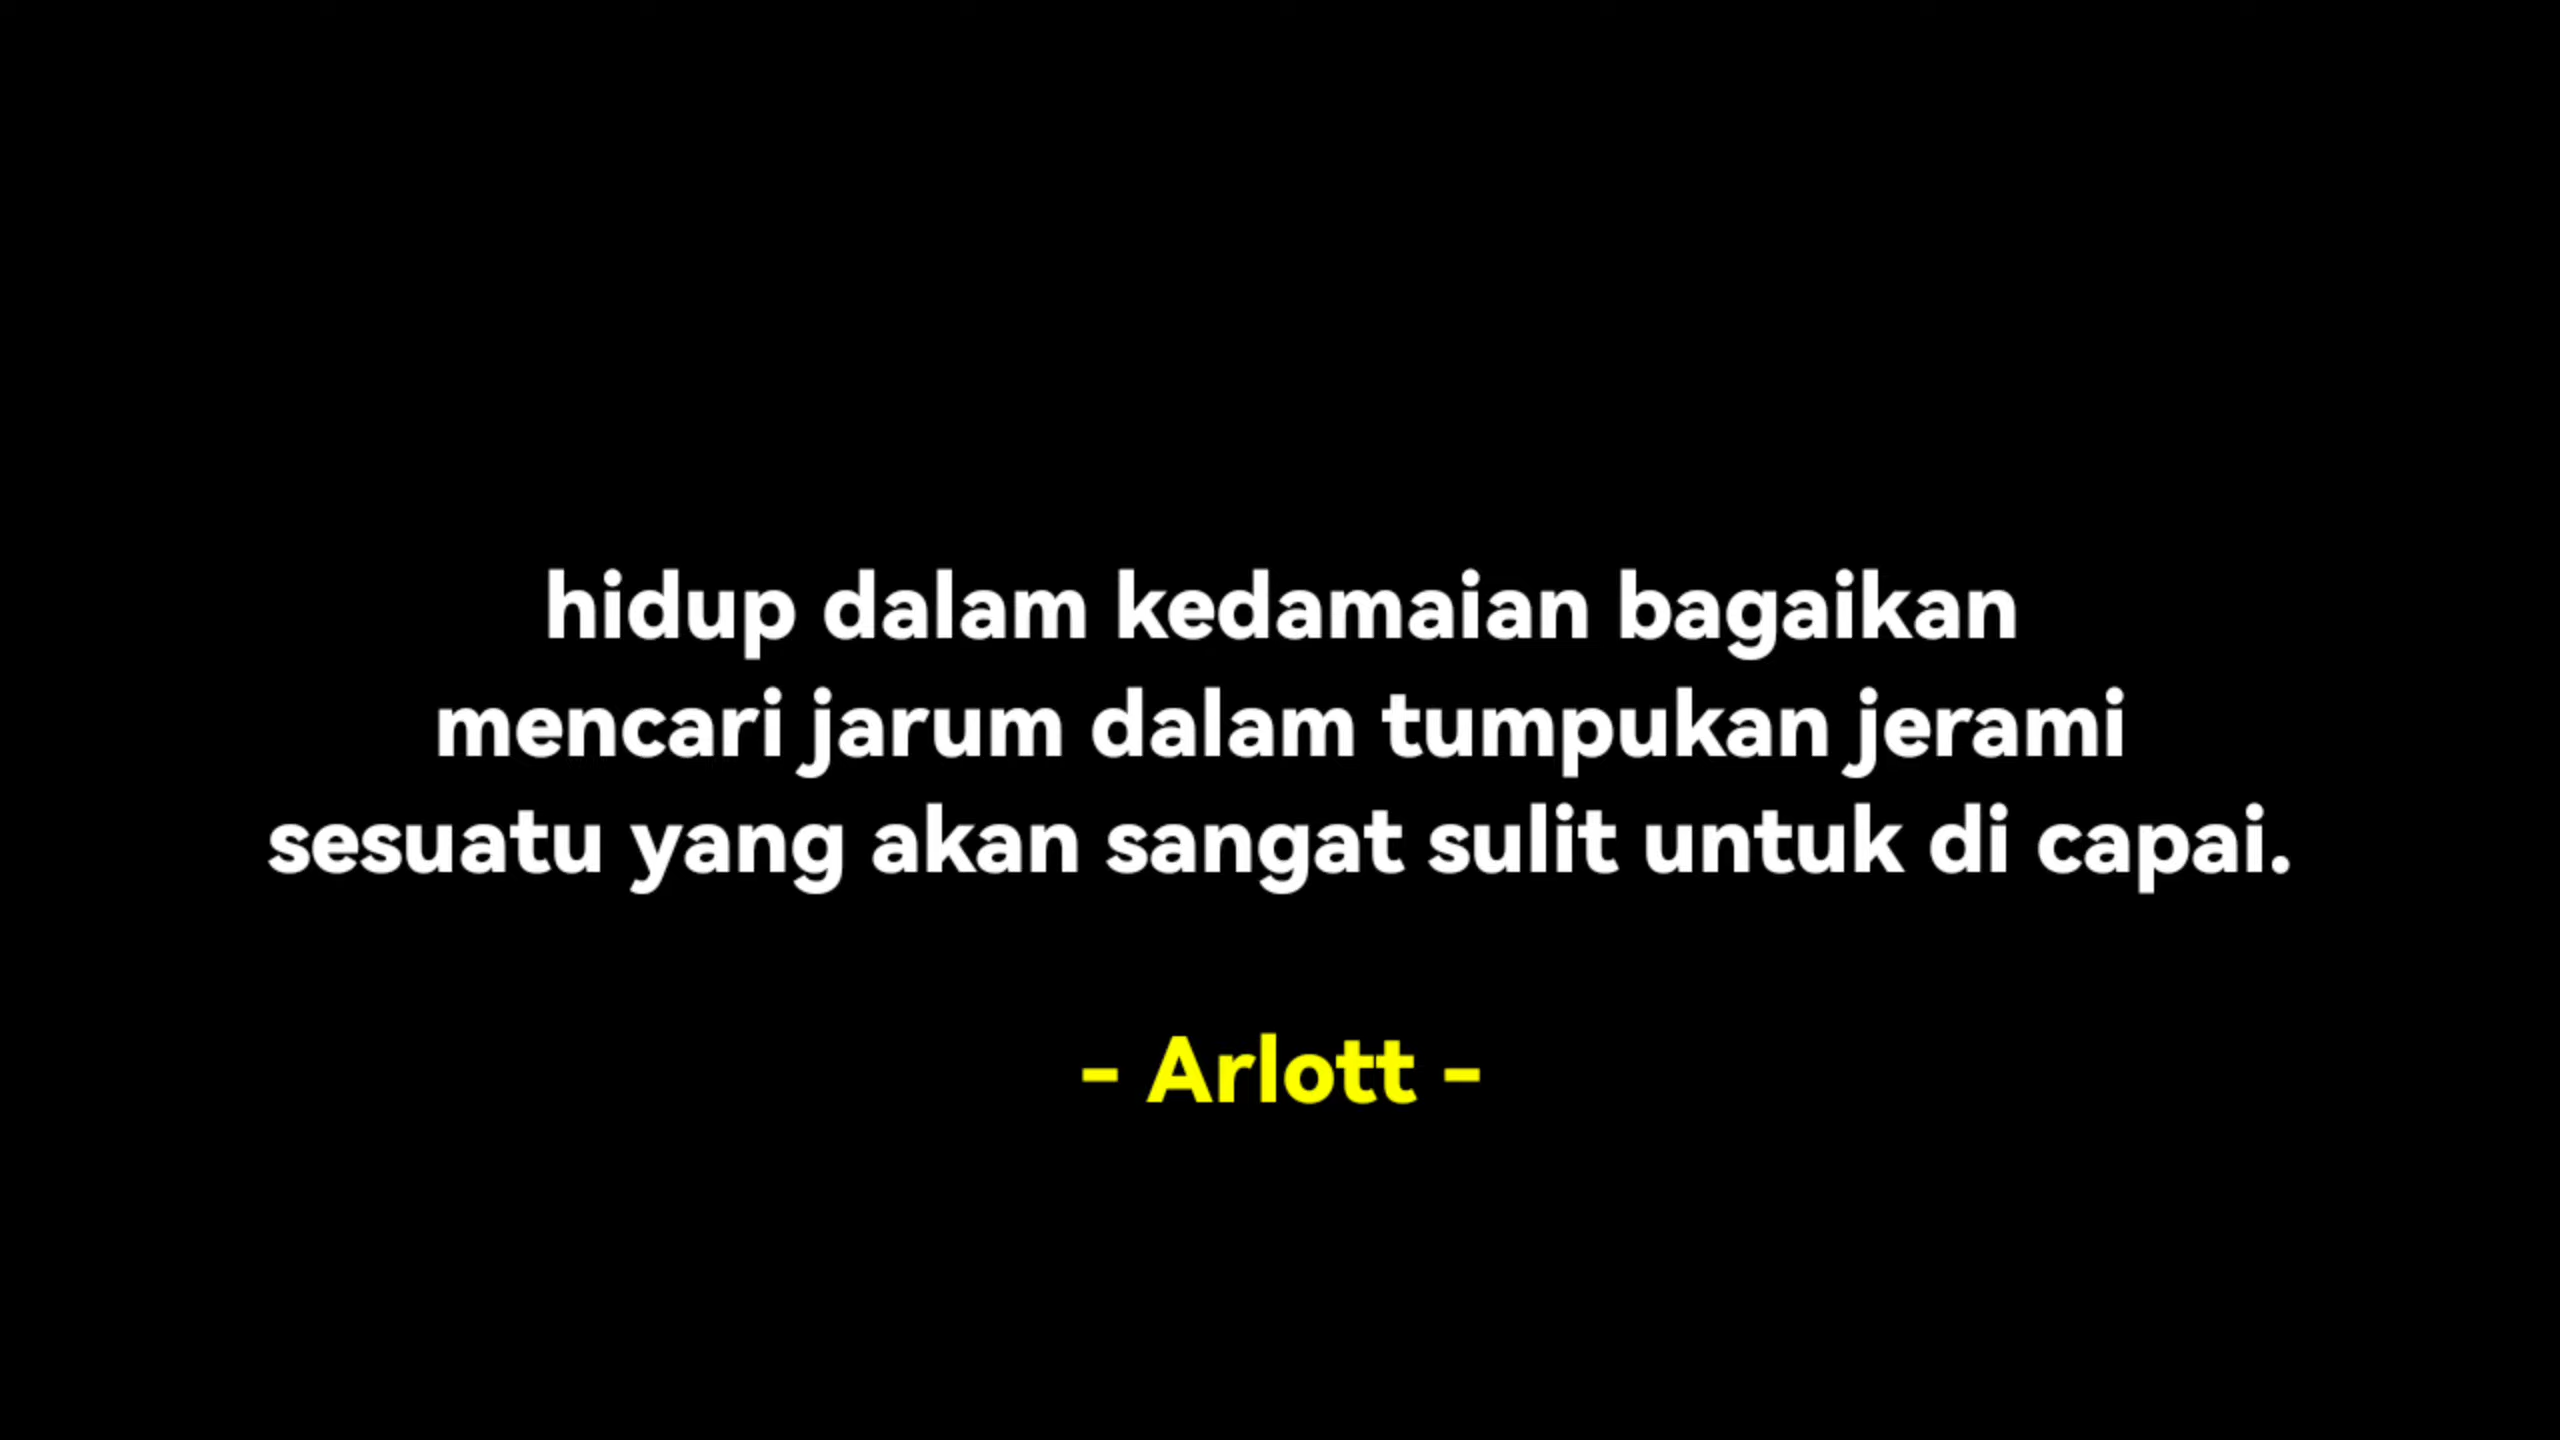 hidup dalam kedamaian bagaikan
mencari jarum dalam tumpukan jerami
sesuatu yang akan sangat sulit untuk di capai.
- Arlott -